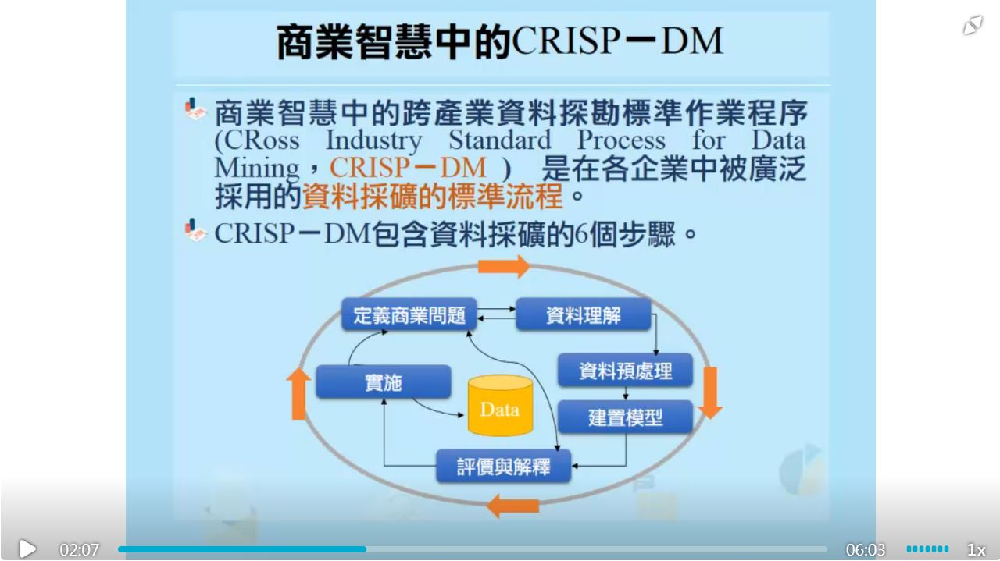 商業智慧中的CRISP－DM
商業智慧中的跨產業資料探勘標準作業程序
(CRoss Industry Standard Process for Data
Mining，CRISP－DM ) 是在各企業中被廣泛
採用的資料採礦的標準流程。
CRISP－DM包含資料採礦的6個步驟。
定義商業問題
資料理解
資料預處理
實施
Data
建置模型
評價與解釋
02:07
06:03
1x